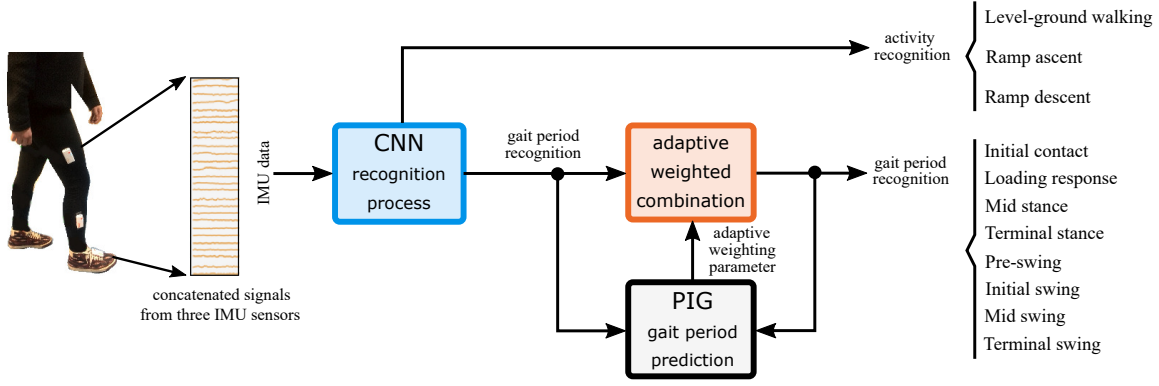 concatenated signals
from three IMU sensors
IMU data
CNN
recognition
process
gait period
recognition
adaptive
weighted
combination
adaptive
weighting
parameter
PIG
gait period
prediction
activity
recognition
Level-ground walking
Ramp ascent
Ramp descent
gait period
recognition
Initial contact
Loading response
Mid stance
Terminal stance
Pre-swing
Initial swing
Mid swing
Terminal swing